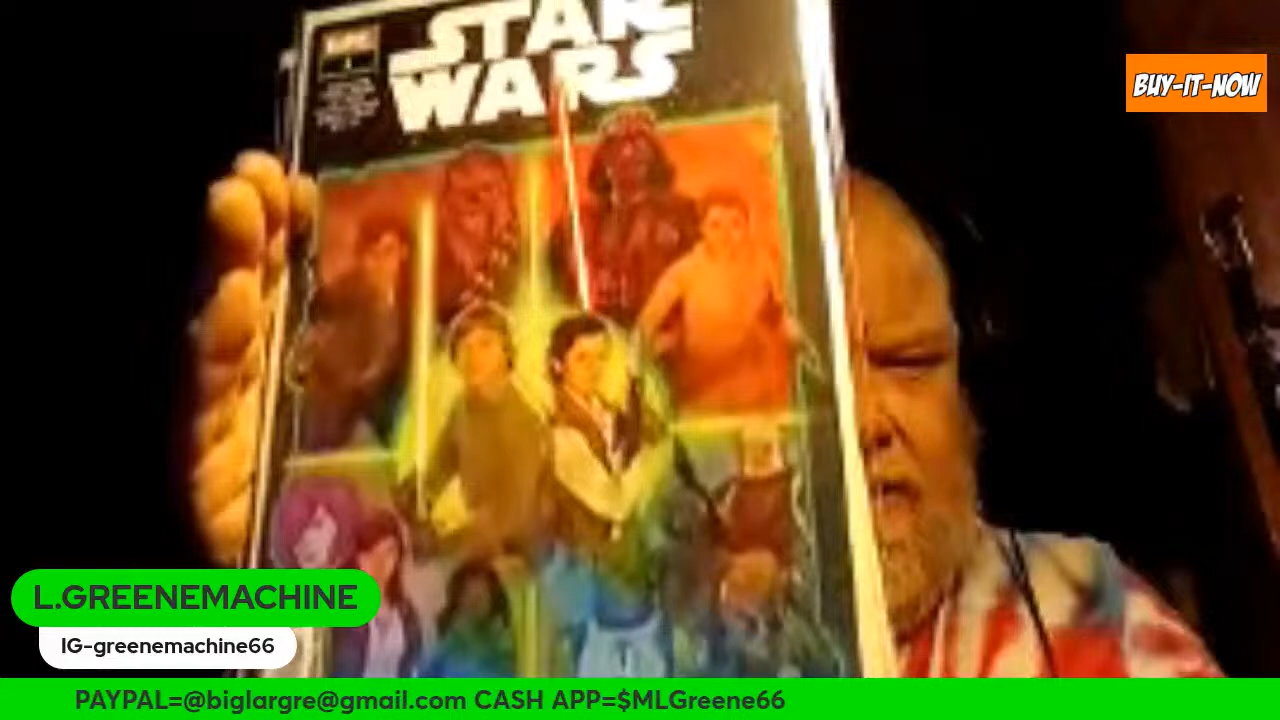 STAR
WARS
BUY-IT-NOW
L.GREENEMACHINE
IG-greenemachine66
PAYPAL=@biglargre@gmail.com CASH APP=$MLGreene66